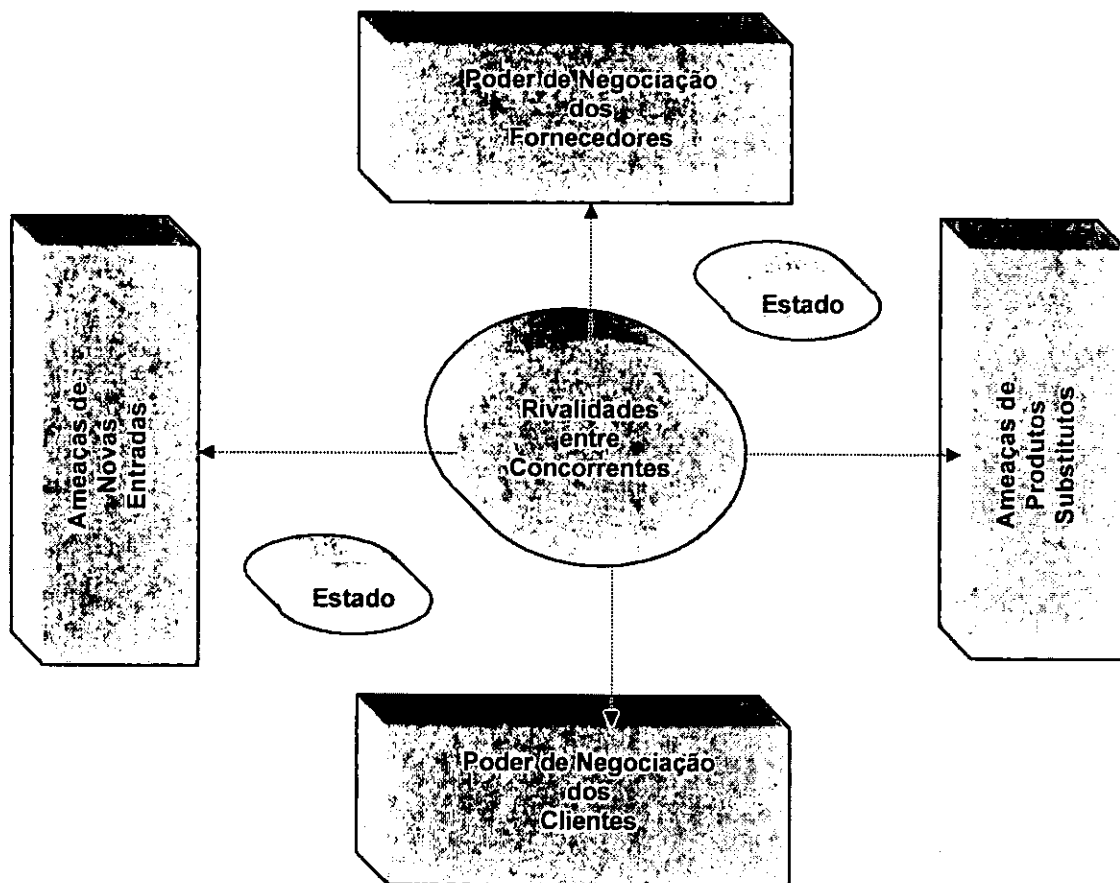 Poder de Negociação
dos
Fornecedores
Estado
Ameaças de
Novas
Entradas
Rivalidades
entre
Concorrentes
Ameaças de
Produtos
Substitutos
Estado
Poder de Negociação
dos
Clientes